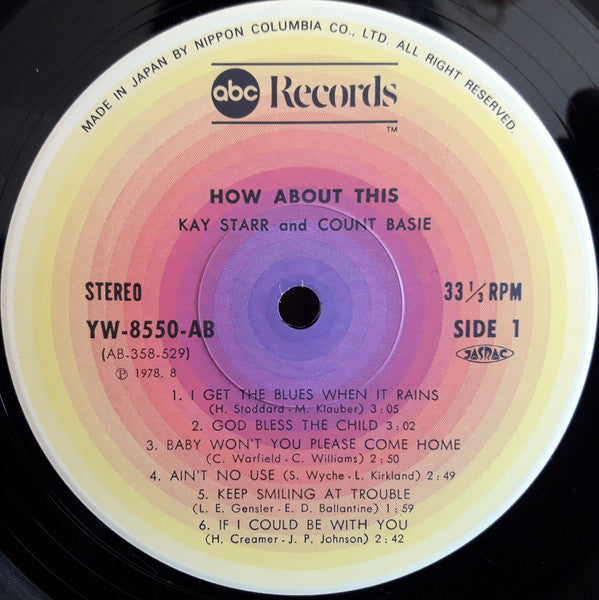 MADE IN JAPAN BY NIPPON COLUMBIA CO., LTD. ALL RIGHT RESERVED.
abc Records
TM
HOW ABOUT THIS
KAY STARR and COUNT BASIE
STEREO
33 1/3 RPM
YW-8550-AB
SIDE 1
(AB-358-529)
JASRAC
Ⓟ 1978. 8
1. I GET THE BLUES WHEN IT RAINS
(H. Stoddard - M. Klauber) 3:05
2. GOD BLESS THE CHILD 3:02
3. BABY WON'T YOU PLEASE COME HOME
(C. Warfield - C. Williams) 2:50
4. AIN'T NO USE (S. Wyche - L. Kirkland) 2:49
5. KEEP SMILING AT TROUBLE
(L. E. Gensler - E. D. Ballantine) 1:59
6. IF I COULD BE WITH YOU
(H. Creamer - J. P. Johnson) 2:42